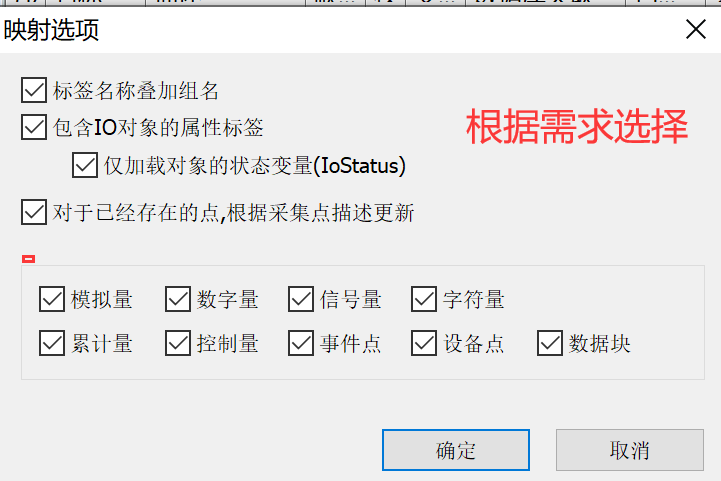 映射选项
标签名称叠加组名
包含IO对象的属性标签
根据需求选择
仅加载对象的状态变量(IoStatus)
对于已经存在的点,根据采集点描述更新
模拟量 数字量 信号量 字符量
累计量 控制量 事件点 设备点 数据块
确定 取消